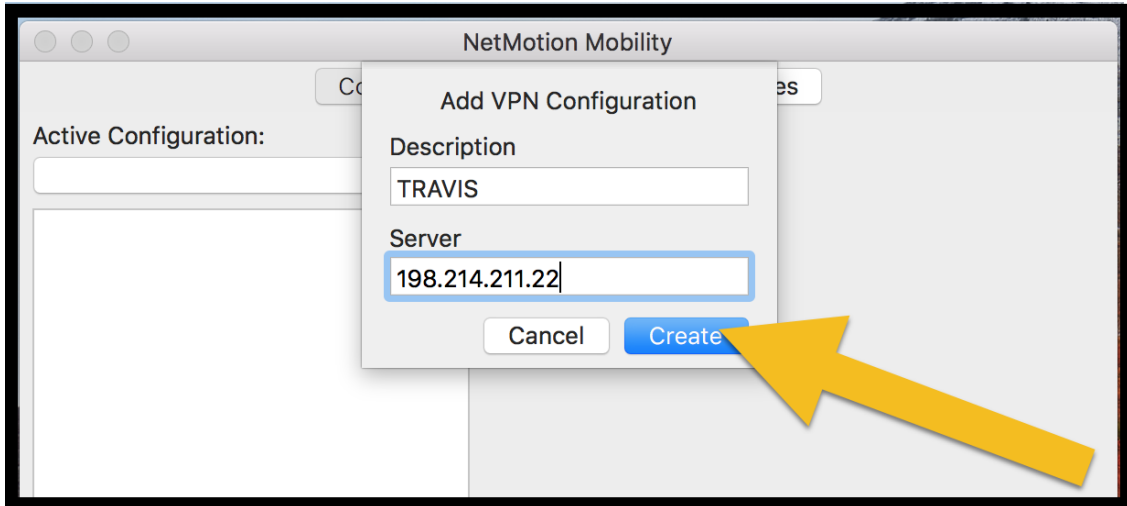 NetMotion Mobility
Add VPN Configuration
Active Configuration:
Description
TRAVIS
Server
198.214.211.22
Cancel Create